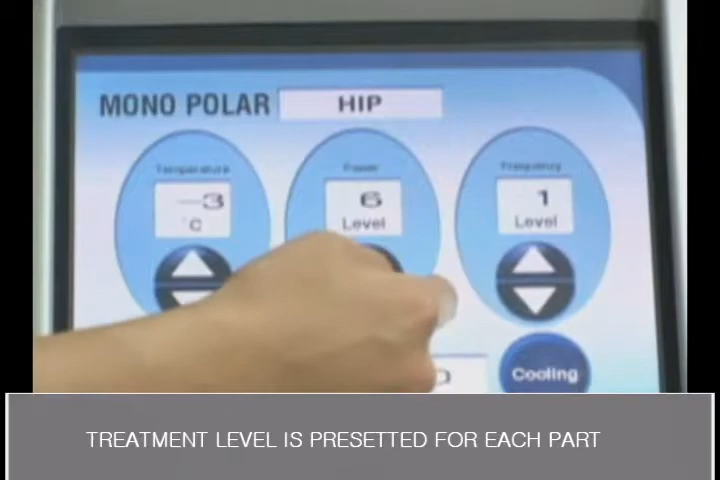 MONO POLAR HIP
Temperature Power Frequency
-3 6 1
°C Level Level
Cooling
TREATMENT LEVEL IS PRESETTED FOR EACH PART